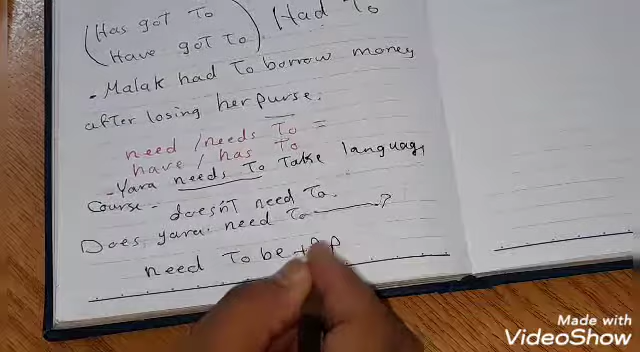 (Has got To
Have got To). Had To
- Malak had To borrow money
after losing her purse.
need / needs To =
have / has To
- Yara needs To Take language
Course - doesn't need To.
Does yara need To ———.?
need To be + P.P
Made with
VideoShow